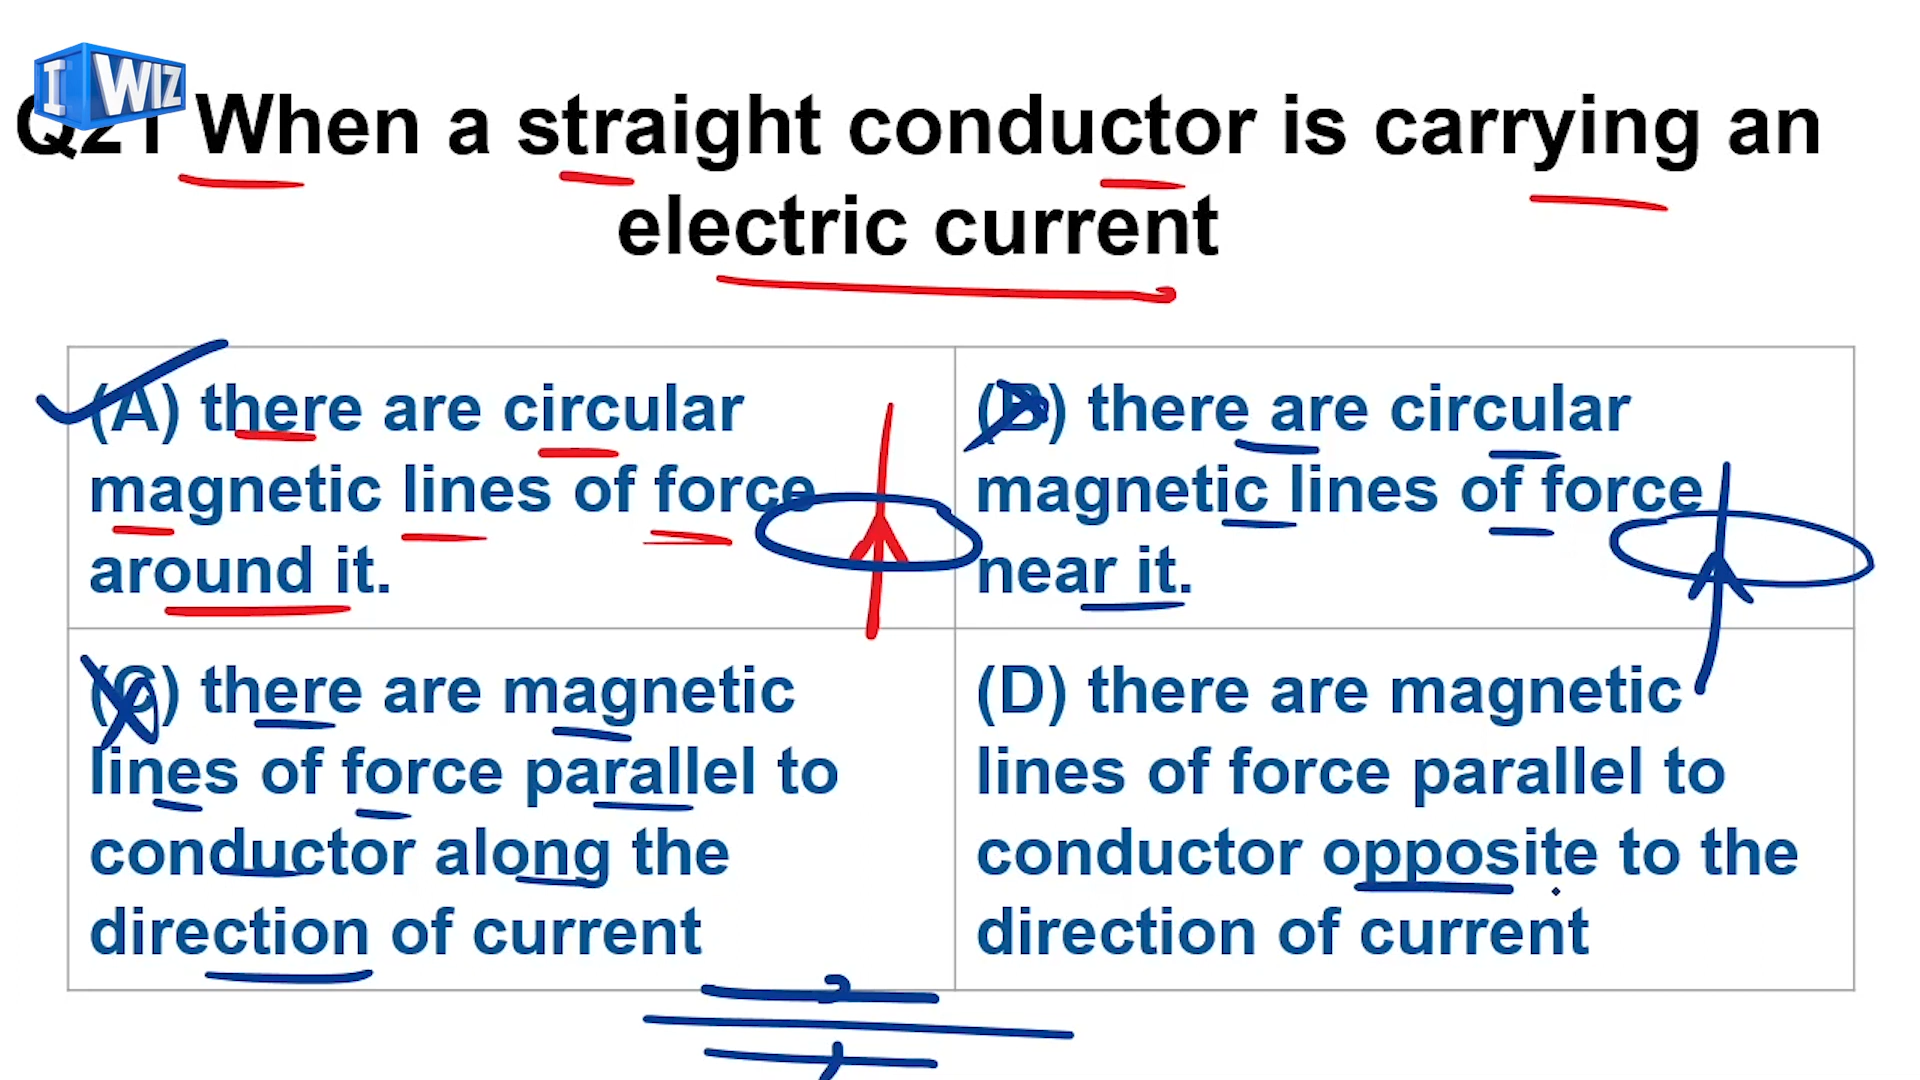 I WIZ
Q21 When a straight conductor is carrying an
electric current
(A) there are circular
magnetic lines of force
around it.
(B) there are circular
magnetic lines of force
near it.
(C) there are magnetic
lines of force parallel to
conductor along the
direction of current
(D) there are magnetic
lines of force parallel to
conductor opposite to the
direction of current